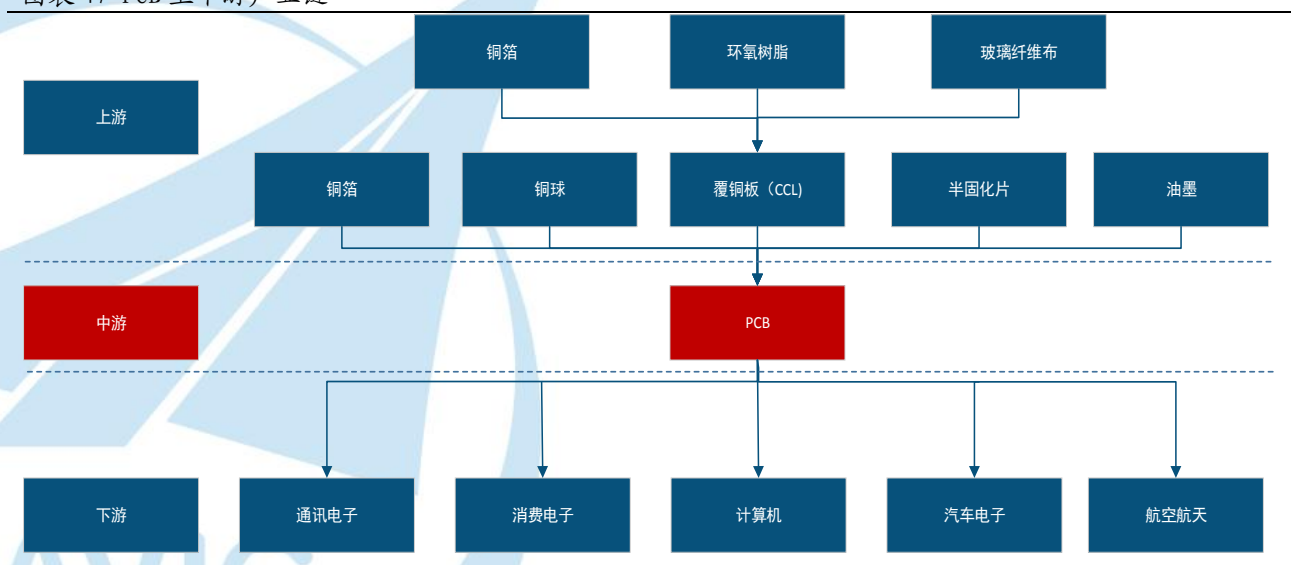 铜箔
环氧树脂
玻璃纤维布
上游
铜箔
铜球
覆铜板（CCL)
半固化片
油墨
中游
PCB
下游
通讯电子
消费电子
计算机
汽车电子
航空航天